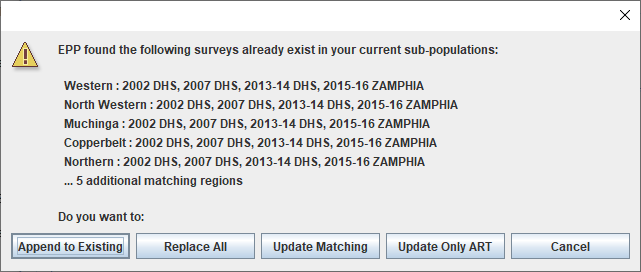 EPP found the following surveys already exist in your current sub-populations:
Western : 2002 DHS, 2007 DHS, 2013-14 DHS, 2015-16 ZAMPHIA
North Western : 2002 DHS, 2007 DHS, 2013-14 DHS, 2015-16 ZAMPHIA
Muchinga : 2002 DHS, 2007 DHS, 2013-14 DHS, 2015-16 ZAMPHIA
Copperbelt : 2002 DHS, 2007 DHS, 2013-14 DHS, 2015-16 ZAMPHIA
Northern : 2002 DHS, 2007 DHS, 2013-14 DHS, 2015-16 ZAMPHIA
... 5 additional matching regions
Do you want to:
Append to Existing Replace All Update Matching Update Only ART Cancel